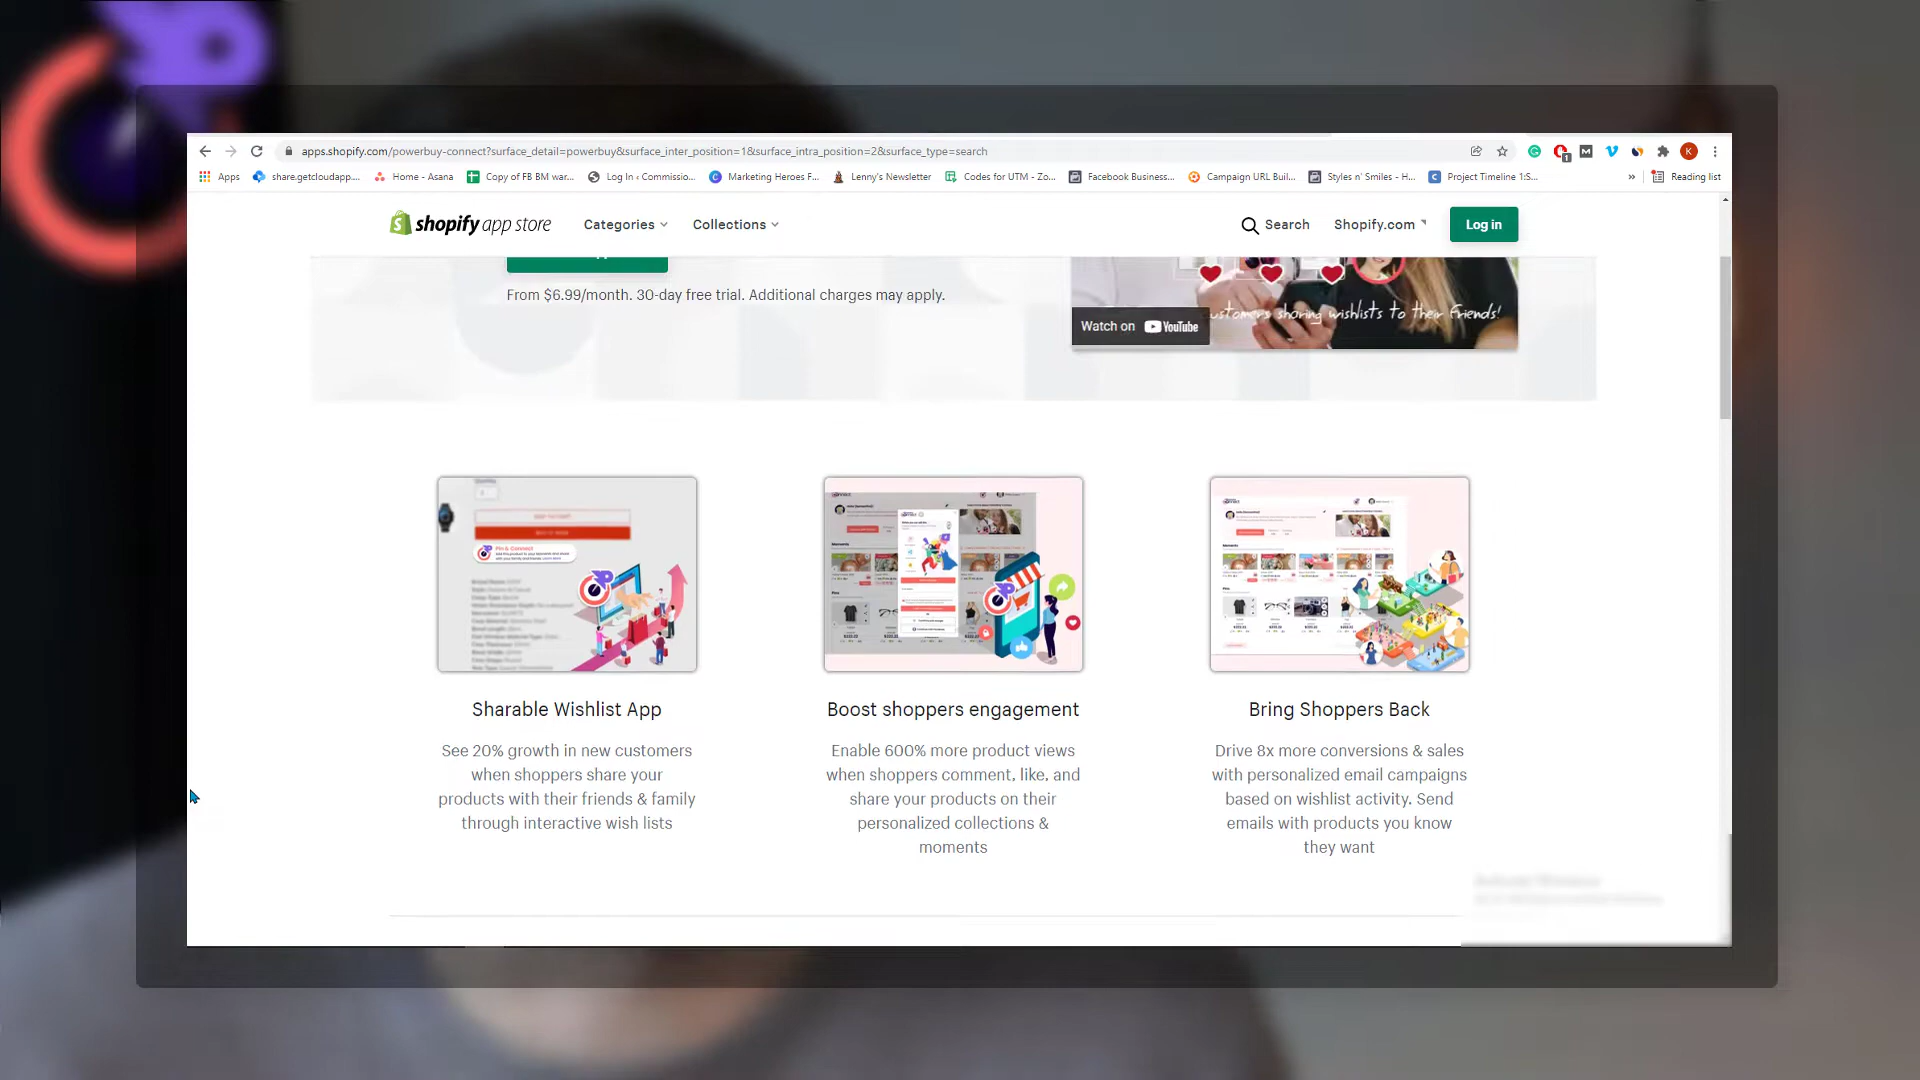 apps.shopify.com/powerbuy-connect?surface_detail=powerbuy&surface_inter_position=1&surface_intra_position=2&surface_type=search
Apps share.getcloudapp.... Home - Asana Copy of FB BM war... Log In ‹ Commissio... Marketing Heroes F... Lenny's Newsletter Codes for UTM - Zo... Facebook Business... Campaign URL Buil... Styles n' Smiles - H... Project Timeline 1:S... » Reading list
shopify app store Categories Collections Search Shopify.com Log in
From $6.99/month. 30-day free trial. Additional charges may apply.
customers sharing wishlists to their friends!
Watch on YouTube
Pin & Connect
Sharable Wishlist App
See 20% growth in new customers
when shoppers share your
products with their friends & family
through interactive wish lists
Boost shoppers engagement
Enable 600% more product views
when shoppers comment, like, and
share your products on their
personalized collections &
moments
Bring Shoppers Back
Drive 8x more conversions & sales
with personalized email campaigns
based on wishlist activity. Send
emails with products you know
they want